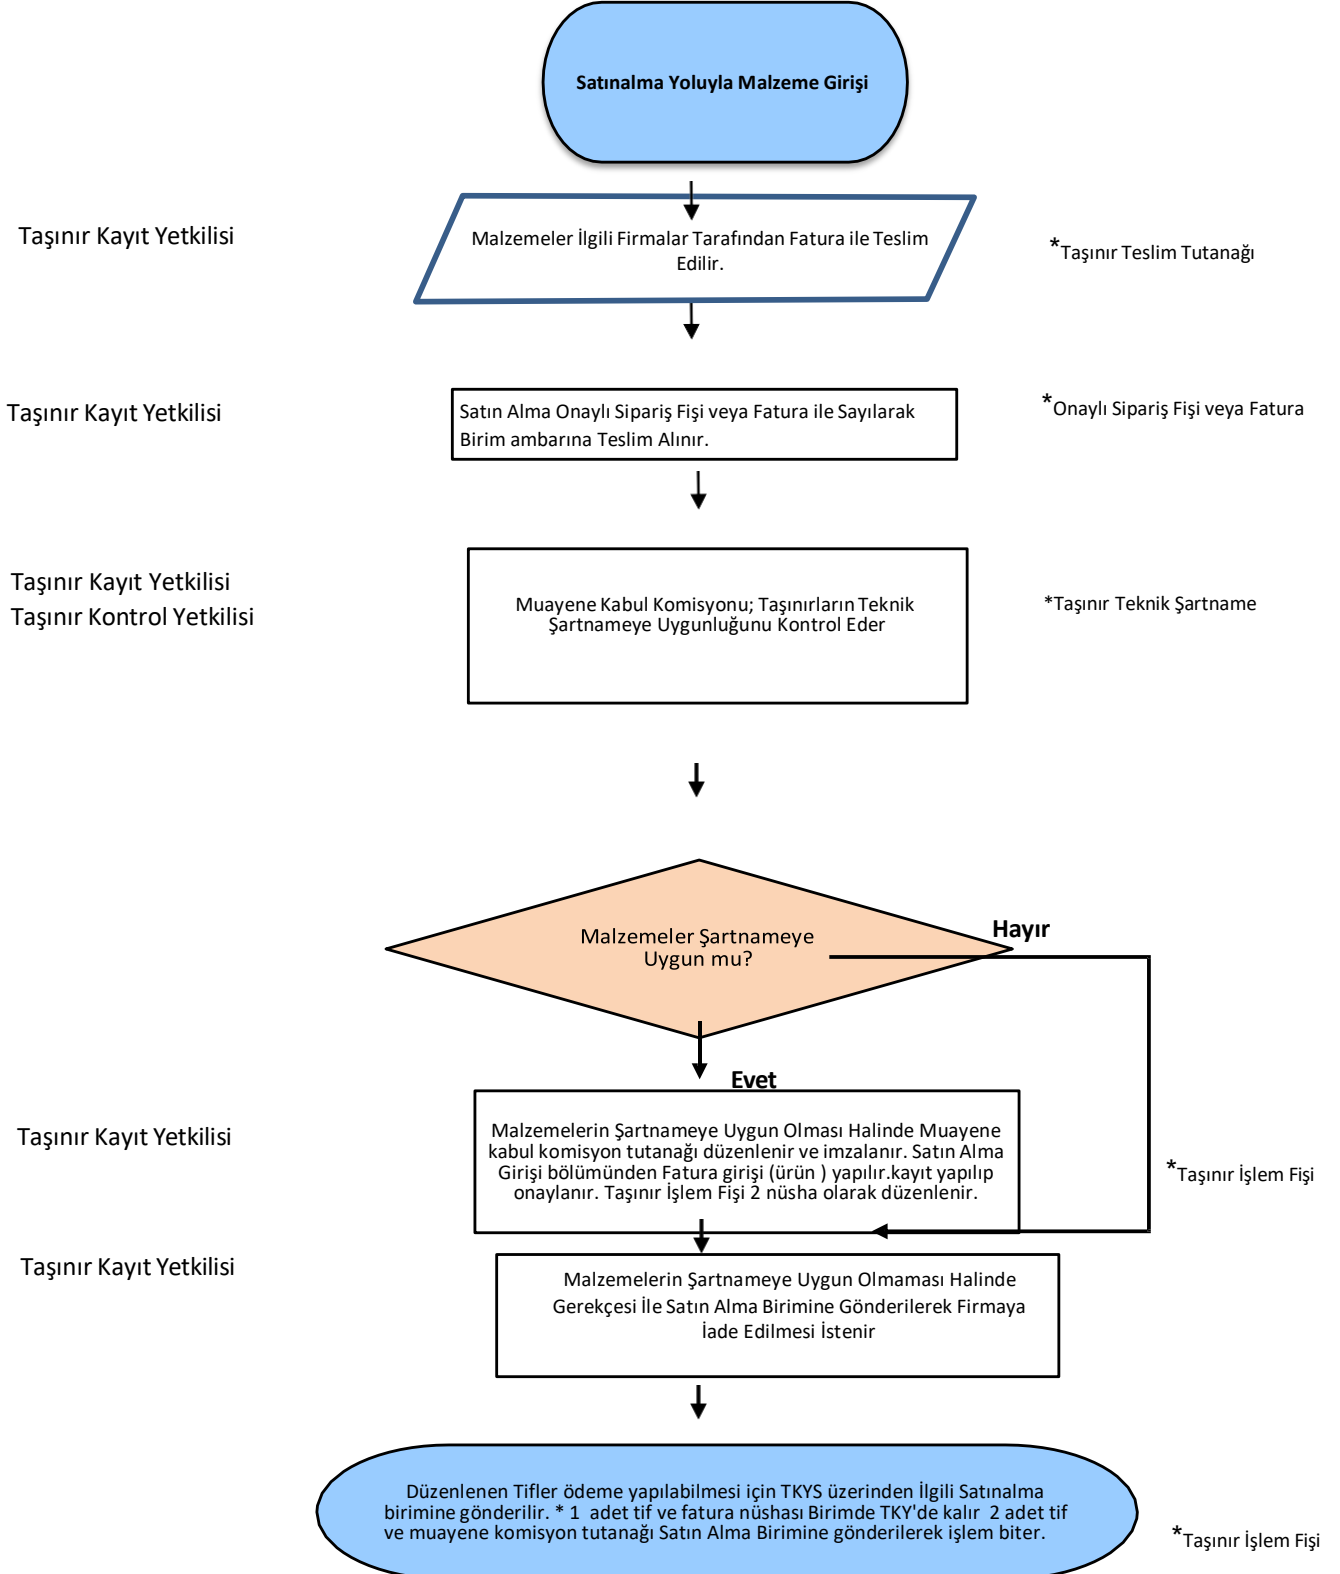 Satınalma Yoluyla Malzeme Girişi
Taşınır Kayıt Yetkilisi
Malzemeler İlgili Firmalar Tarafından Fatura ile Teslim
Edilir.
*Taşınır Teslim Tutanağı
Taşınır Kayıt Yetkilisi
Satın Alma Onaylı Sipariş Fişi veya Fatura ile Sayılarak
Birim ambarına Teslim Alınır.
*Onaylı Sipariş Fişi veya Fatura
Taşınır Kayıt Yetkilisi
Taşınır Kontrol Yetkilisi
Muayene Kabul Komisyonu; Taşınırların Teknik
Şartnameye Uygunluğunu Kontrol Eder
*Taşınır Teknik Şartname
Malzemeler Şartnameye
Uygun mu?
Hayır
Evet
Taşınır Kayıt Yetkilisi
Malzemelerin Şartnameye Uygun Olması Halinde Muayene
kabul komisyon tutanağı düzenlenir ve imzalanır. Satın Alma
Girişi bölümünden Fatura girişi (ürün ) yapılır.kayıt yapılıp
onaylanır. Taşınır İşlem Fişi 2 nüsha olarak düzenlenir.
*Taşınır İşlem Fişi
Taşınır Kayıt Yetkilisi
Malzemelerin Şartnameye Uygun Olmaması Halinde
Gerekçesi İle Satın Alma Birimine Gönderilerek Firmaya
İade Edilmesi İstenir
Düzenlenen Tifler ödeme yapılabilmesi için TKYS üzerinden İlgili Satınalma
birimine gönderilir. * 1 adet tif ve fatura nüshası Birimde TKY'de kalır 2 adet tif
ve muayene komisyon tutanağı Satın Alma Birimine gönderilerek işlem biter.
*Taşınır İşlem Fişi